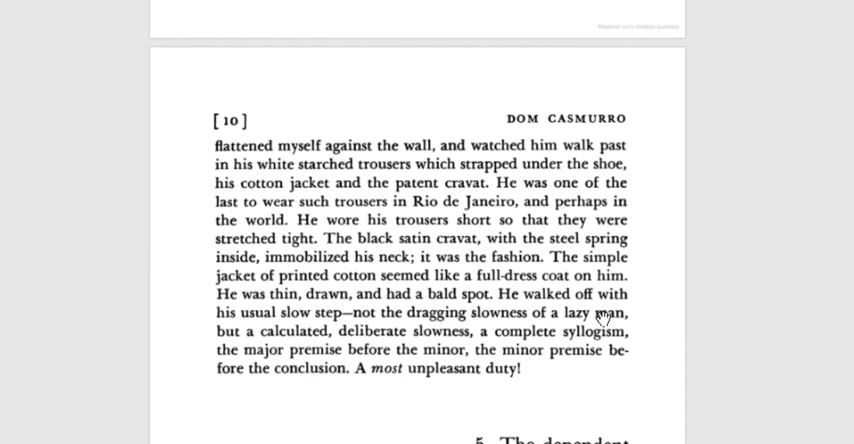 Material com direitos autorais
[ 10 ] DOM CASMURRO
flattened myself against the wall, and watched him walk past
in his white starched trousers which strapped under the shoe,
his cotton jacket and the patent cravat. He was one of the
last to wear such trousers in Rio de Janeiro, and perhaps in
the world. He wore his trousers short so that they were
stretched tight. The black satin cravat, with the steel spring
inside, immobilized his neck; it was the fashion. The simple
jacket of printed cotton seemed like a full-dress coat on him.
He was thin, drawn, and had a bald spot. He walked off with
his usual slow step—not the dragging slowness of a lazy man,
but a calculated, deliberate slowness, a complete syllogism,
the major premise before the minor, the minor premise be-
fore the conclusion. A most unpleasant duty!
5. The dependent